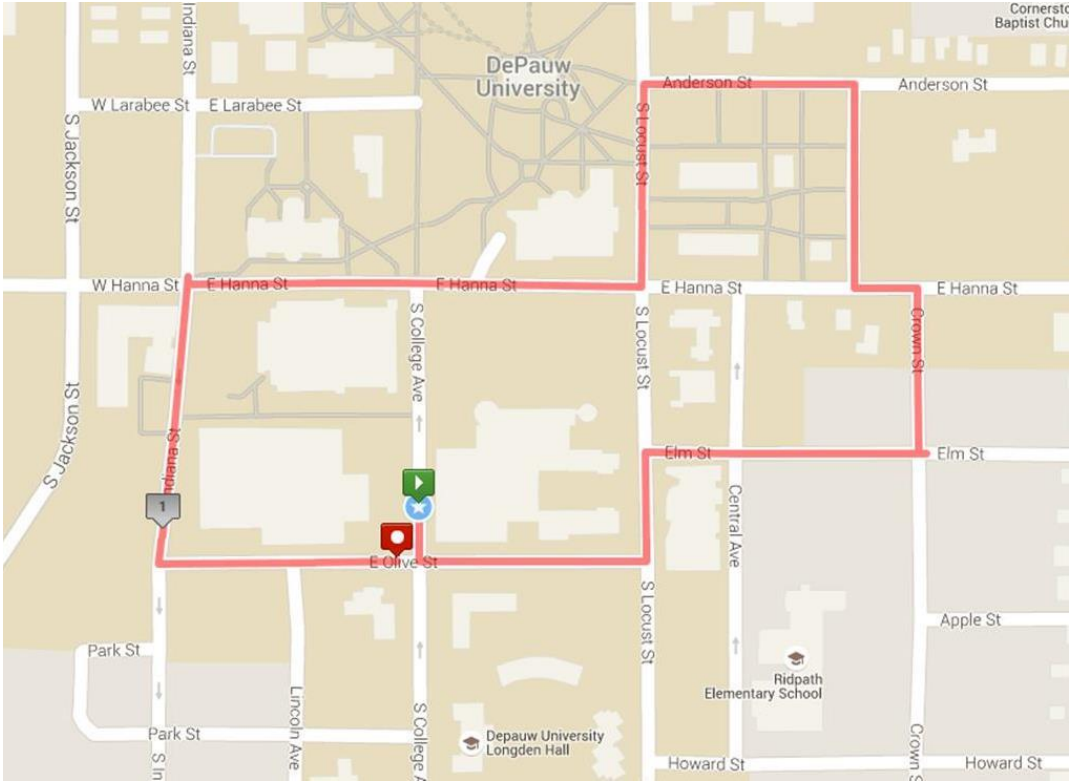 Cornersto
Baptist Chu
Indiana St
DePauw
University
Anderson St
Anderson St
W Larabee St
E Larabee St
S Jackson St
S Locust St
W Hanna St
E Hanna St
E Hanna St
E Hanna St
E Hanna St
S College Ave
S Locust St
Crown St
S Jackson St
Indiana St
Elm St
Elm St
1
Central Ave
E Olive St
S Locust St
Apple St
Park St
Ridpath
Elementary School
Lincoln Ave
S College A
Park St
Depauw University
Longden Hall
S In
Crown S
Howard St
Howard St